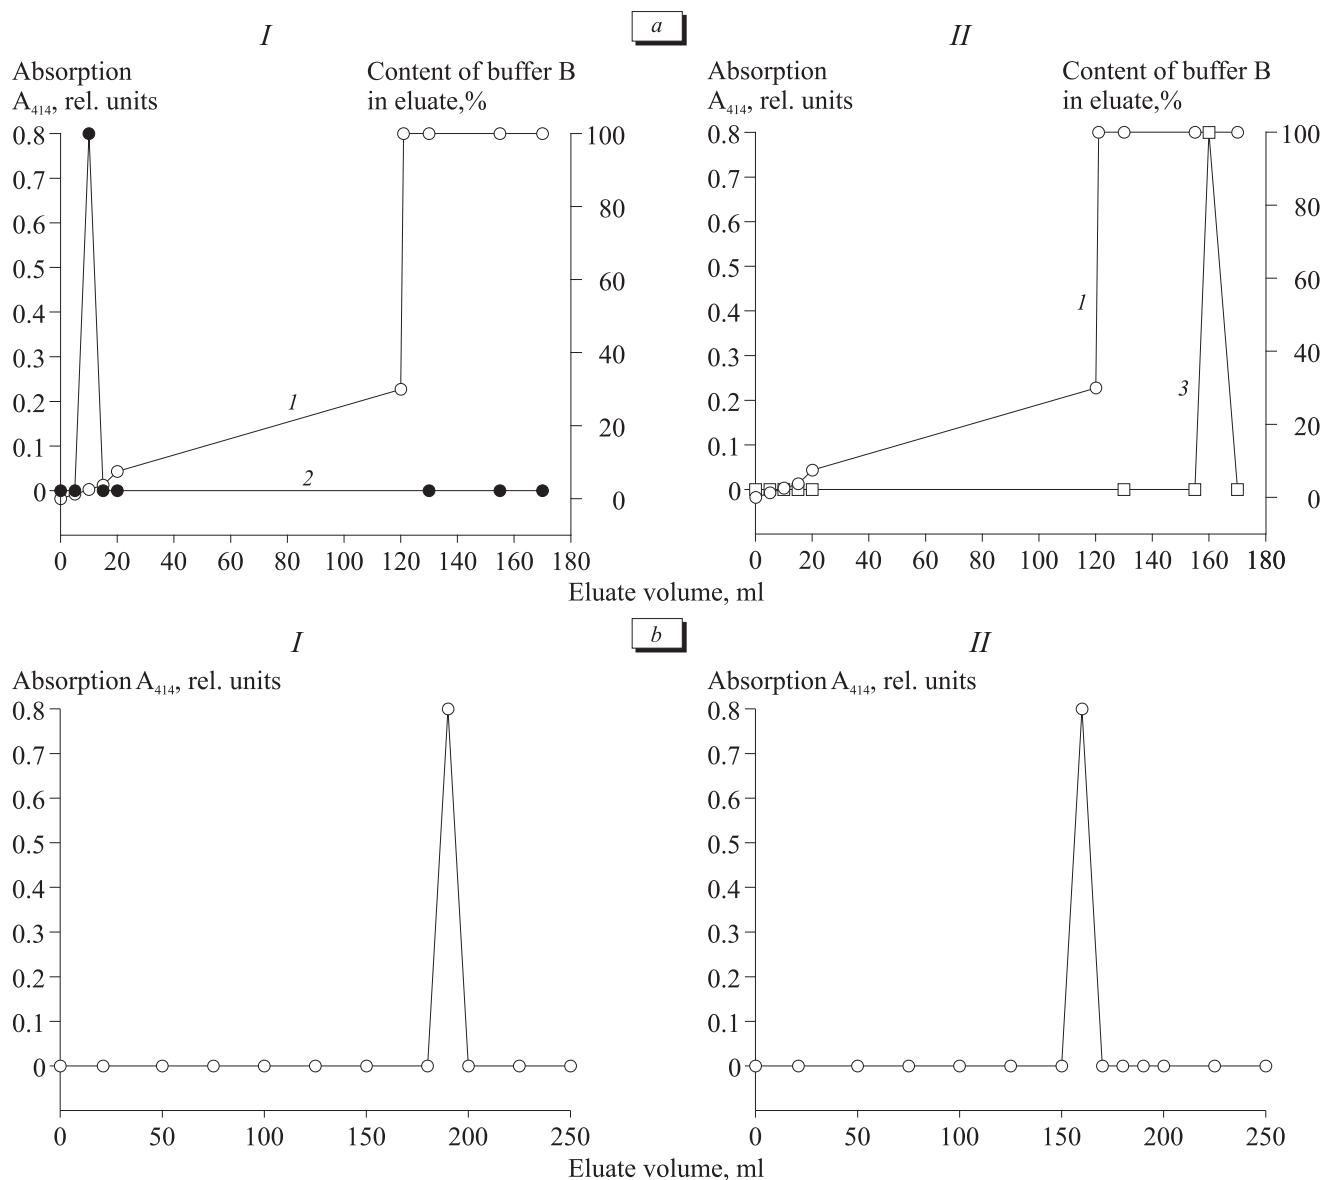 a
I
II
Absorption
A414, rel. units
Content of buffer B
in eluate,%
Absorption
A414, rel. units
Content of buffer B
in eluate,%
0.8
0.7
0.6
0.5
0.4
0.3
0.2
0.1
0
100
80
60
40
20
0
1
2
0 20 40 60 80 100 120 140 160 180
0.8
0.7
0.6
0.5
0.4
0.3
0.2
0.1
0
100
80
60
40
20
0
1
3
0 20 40 60 80 100 120 140 160 180
Eluate volume, ml
b
I
II
Absorption A414, rel. units
Absorption A414, rel. units
0.8
0.7
0.6
0.5
0.4
0.3
0.2
0.1
0
0 50 100 150 200 250
0.8
0.7
0.6
0.5
0.4
0.3
0.2
0.1
0
0 50 100 150 200 250
Eluate volume, ml